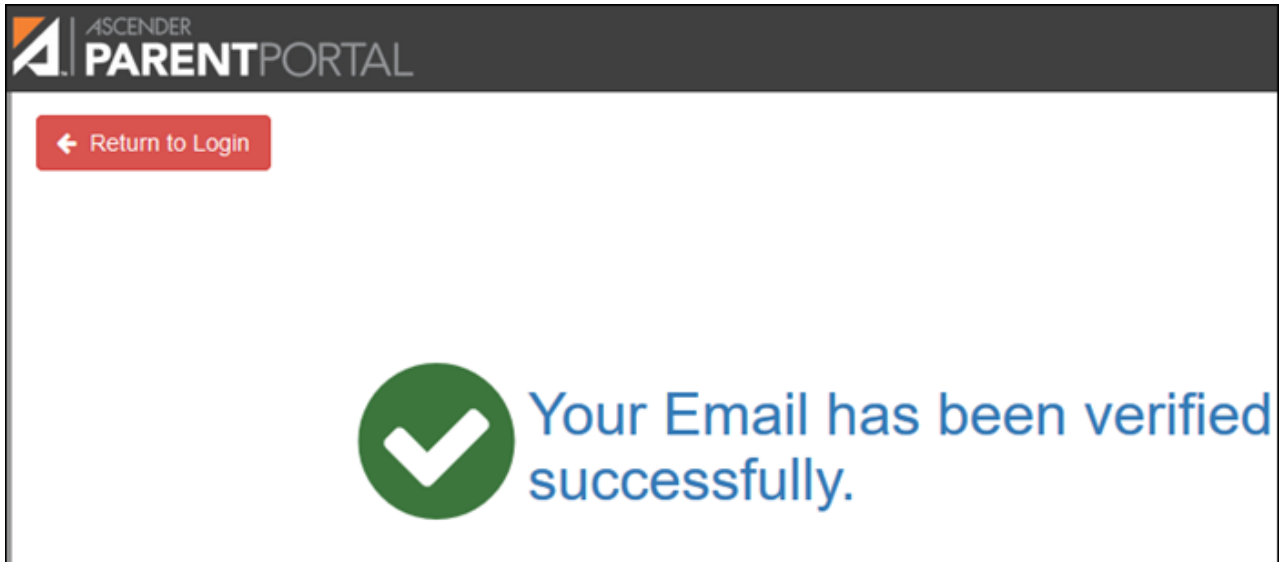 ASCENDER
PARENTPORTAL
Return to Login
Your Email has been verified
successfully.